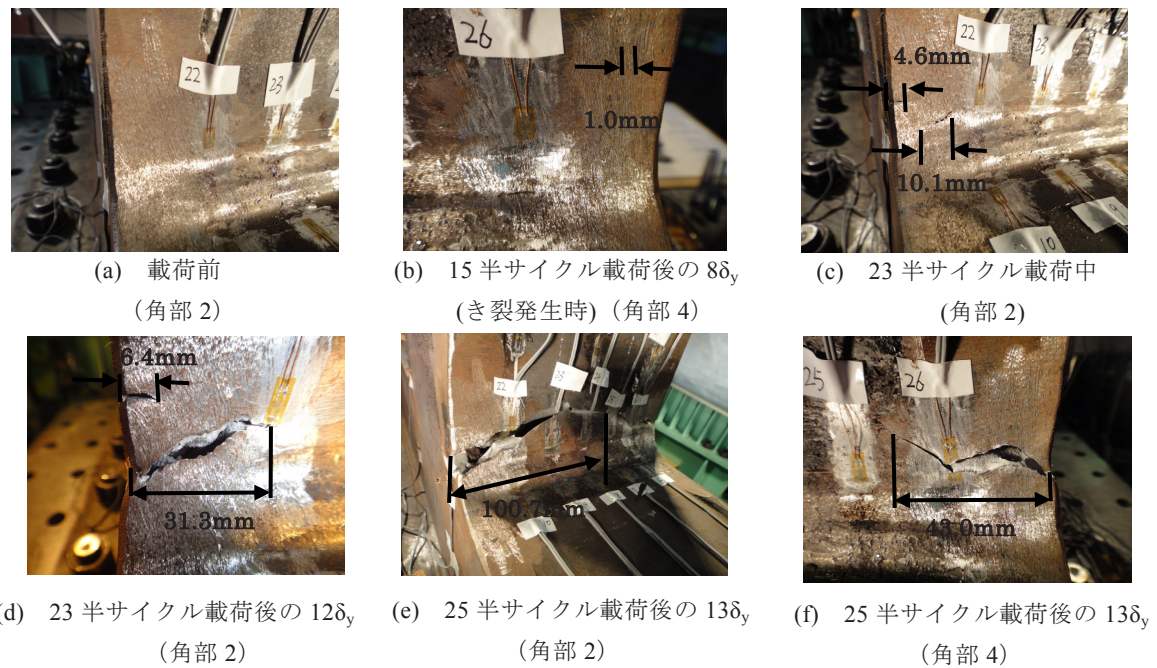 22
23
26
1.0mm
22
23
4.6mm
10.1mm
10
(a) 載荷前
(角部 2)
(b) 15 半サイクル載荷後の 8δy
(き裂発生時)(角部 4)
(c) 23 半サイクル載荷中
(角部 2)
6.4mm
31.3mm
22
23
100.7mm
25
26
43.0mm
(d) 23 半サイクル載荷後の 12δy
(角部 2)
(e) 25 半サイクル載荷後の 13δy
(角部 2)
(f) 25 半サイクル載荷後の 13δy
(角部 4)